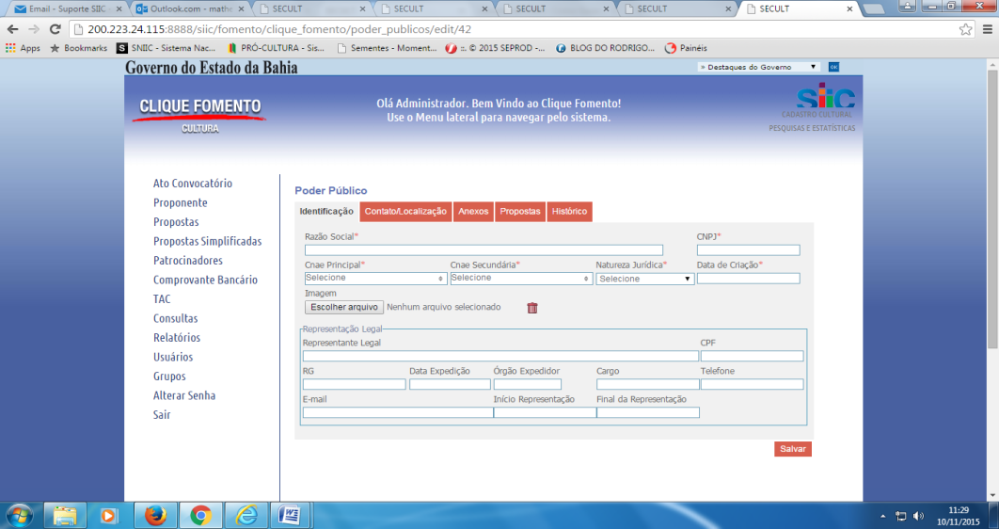 Email - Suporte SIIC
Outlook.com - mathe
SECULT
SECULT
SECULT
SECULT
SECULT
200.223.24.115:8888/siic/fomento/clique_fomento/poder_publicos/edit/42
Apps
Bookmarks
SNIIC - Sistema Nac...
PRÓ-CULTURA - Sis...
Sementes - Moment...
::. © 2015 SEPROD -...
BLOG DO RODRIGO...
Painéis
Governo do Estado da Bahia
» Destaques do Governo
OK
CLIQUE FOMENTO
CULTURA
Olá Administrador. Bem Vindo ao Clique Fomento!
Use o Menu lateral para navegar pelo sistema.
SiiC
CADASTRO CULTURAL
PESQUISAS E ESTATÍSTICAS
Ato Convocatório
Proponente
Propostas
Propostas Simplificadas
Patrocinadores
Comprovante Bancário
TAC
Consultas
Relatórios
Usuários
Grupos
Alterar Senha
Sair
Poder Público
Identificação
Contato/Localização
Anexos
Propostas
Histórico
Razão Social*
CNPJ*
Cnae Principal*
Cnae Secundária*
Natureza Jurídica*
Data de Criação*
Selecione
Selecione
Selecione
Imagem
Escolher arquivo
Nenhum arquivo selecionado
Representação Legal
Representante Legal
CPF
RG
Data Expedição
Órgão Expedidor
Cargo
Telefone
E-mail
Início Representação
Final da Representação
Salvar
11:29
10/11/2015